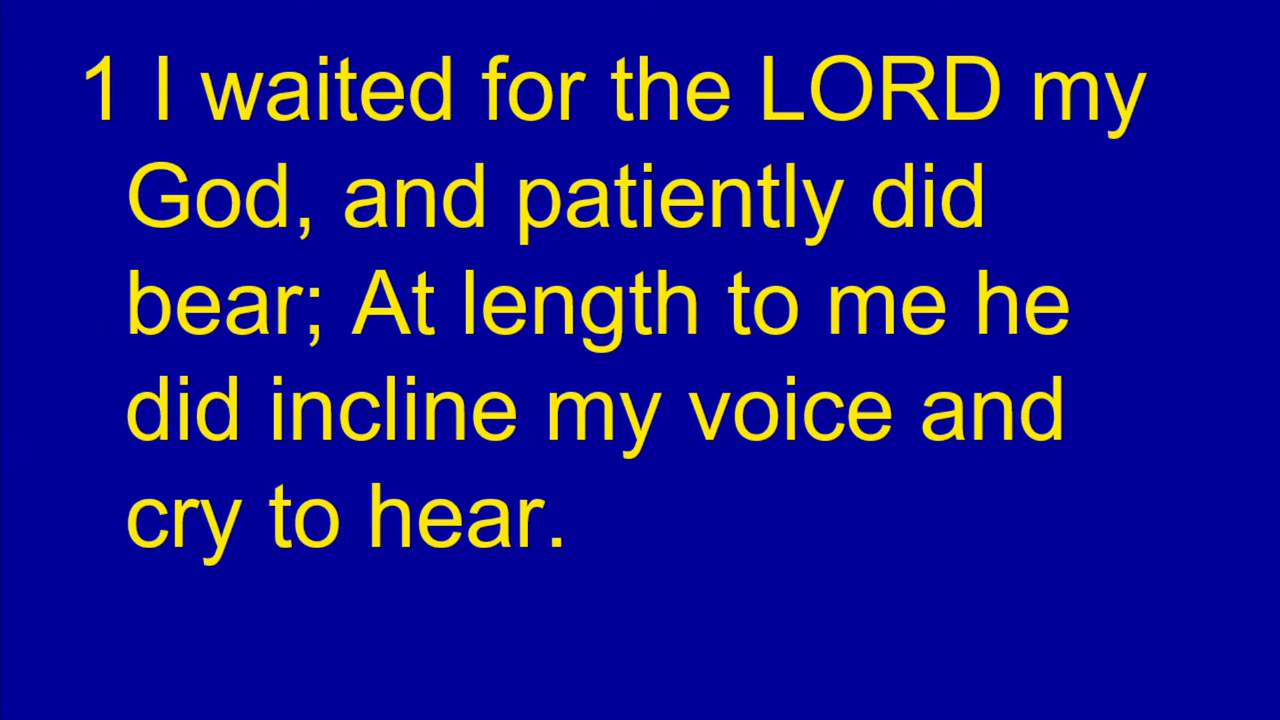 1 I waited for the LORD my
God, and patiently did
bear; At length to me he
did incline my voice and
cry to hear.